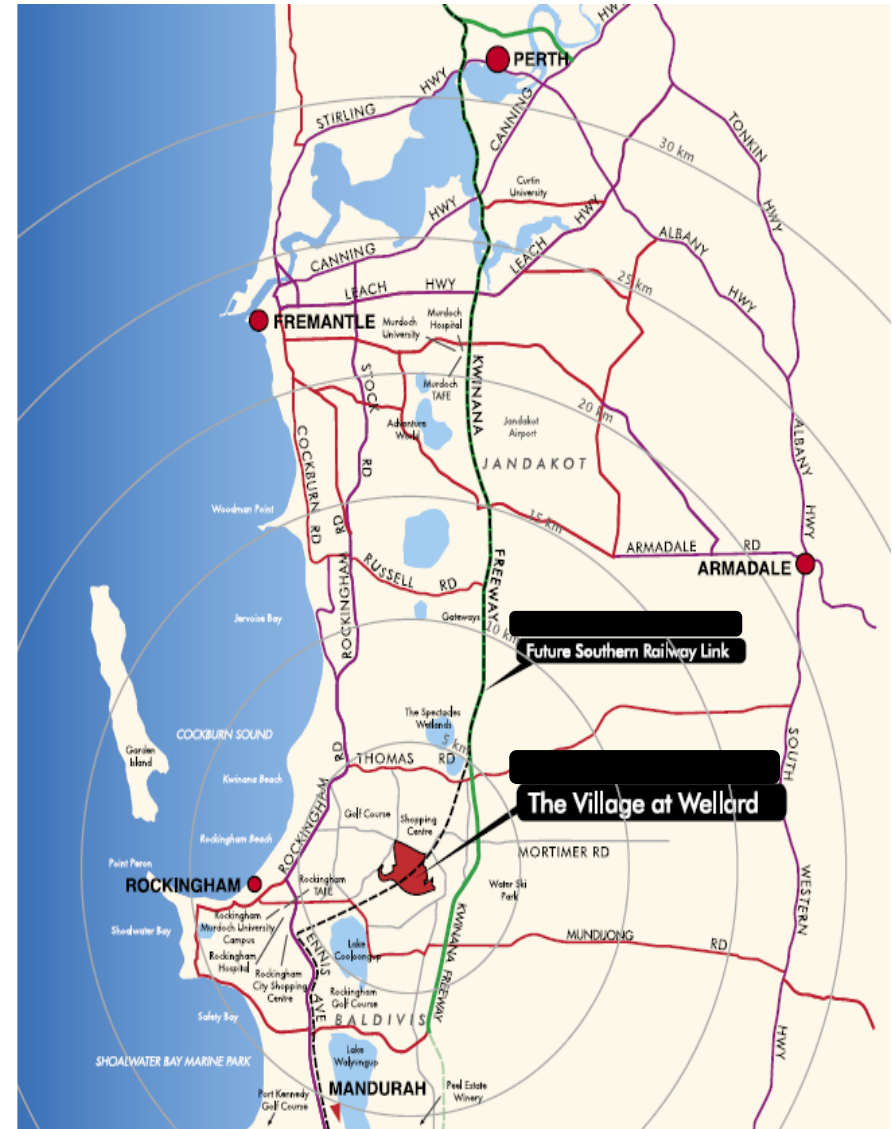 HWY
PERTH
HWY
STIRLING
CANNING
TONKIN
30 km
Curtin
University
HWY
HWY
HWY
ALBANY
CANNING
LEACH
25 km
HWY
LEACH
HWY
FREMANTLE
Murdoch
University
Murdoch
Hospital
KWINANA
STOCK
Murdoch
TAFE
20 km
Adventure
World
Jandakot
Airport
ALBANY
COCKBURN
RD
JANDAKOT
RD
Woodman Point
RD
15 km
HWY
ARMADALE
RD
FREEWAY
ARMADALE
RUSSELL
RD
ROCKINGHAM
Jervoise Bay
Gateways
10 km
Future Southern Railway Link
The Spectacles
Wetlands
COCKBURN SOUND
Garden
Island
RD
5 km
SOUTH
THOMAS
RD
Kwinana Beach
The Village at Wellard
ROCKINGHAM
Golf Course
Shopping
Centre
Rockingham Beach
MORTIMER RD
Point Peron
ROCKINGHAM
Rockingham
TAFE
Water Ski
Park
WESTERN
Rockingham
Murdoch University
Campus
Shoalwater Bay
ENNIS
AVE
Lake
Cooloongup
KWINANA FREEWAY
MUNDIJONG
RD
Rockingham
Hospital
Rockingham
City Shopping
Centre
Rockingham
Golf Course
Safety Bay
BALDIVIS
HWY
SHOALWATER BAY MARINE PARK
Lake
Walyungup
MANDURAH
Port Kennedy
Golf Course
Peel Estate
Winery